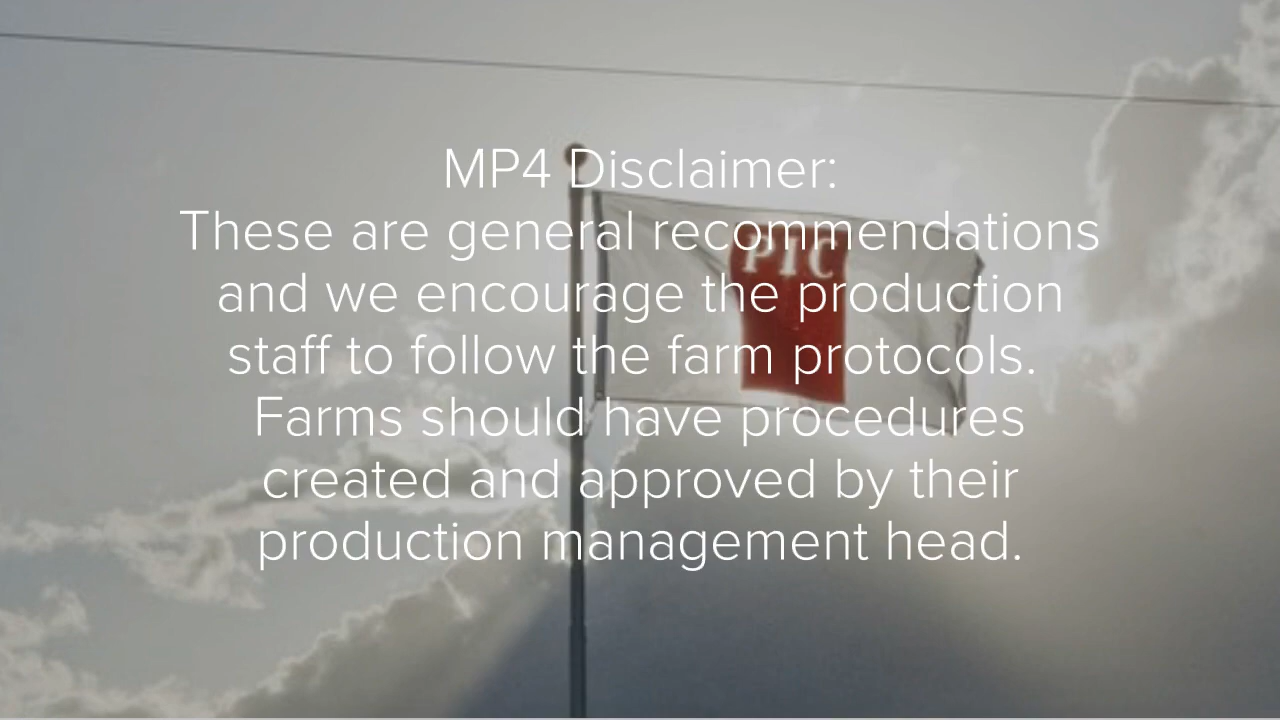 MP4 Disclaimer:
These are general recommendations
and we encourage the production
staff to follow the farm protocols.
Farms should have procedures
created and approved by their
production management head.
PIC